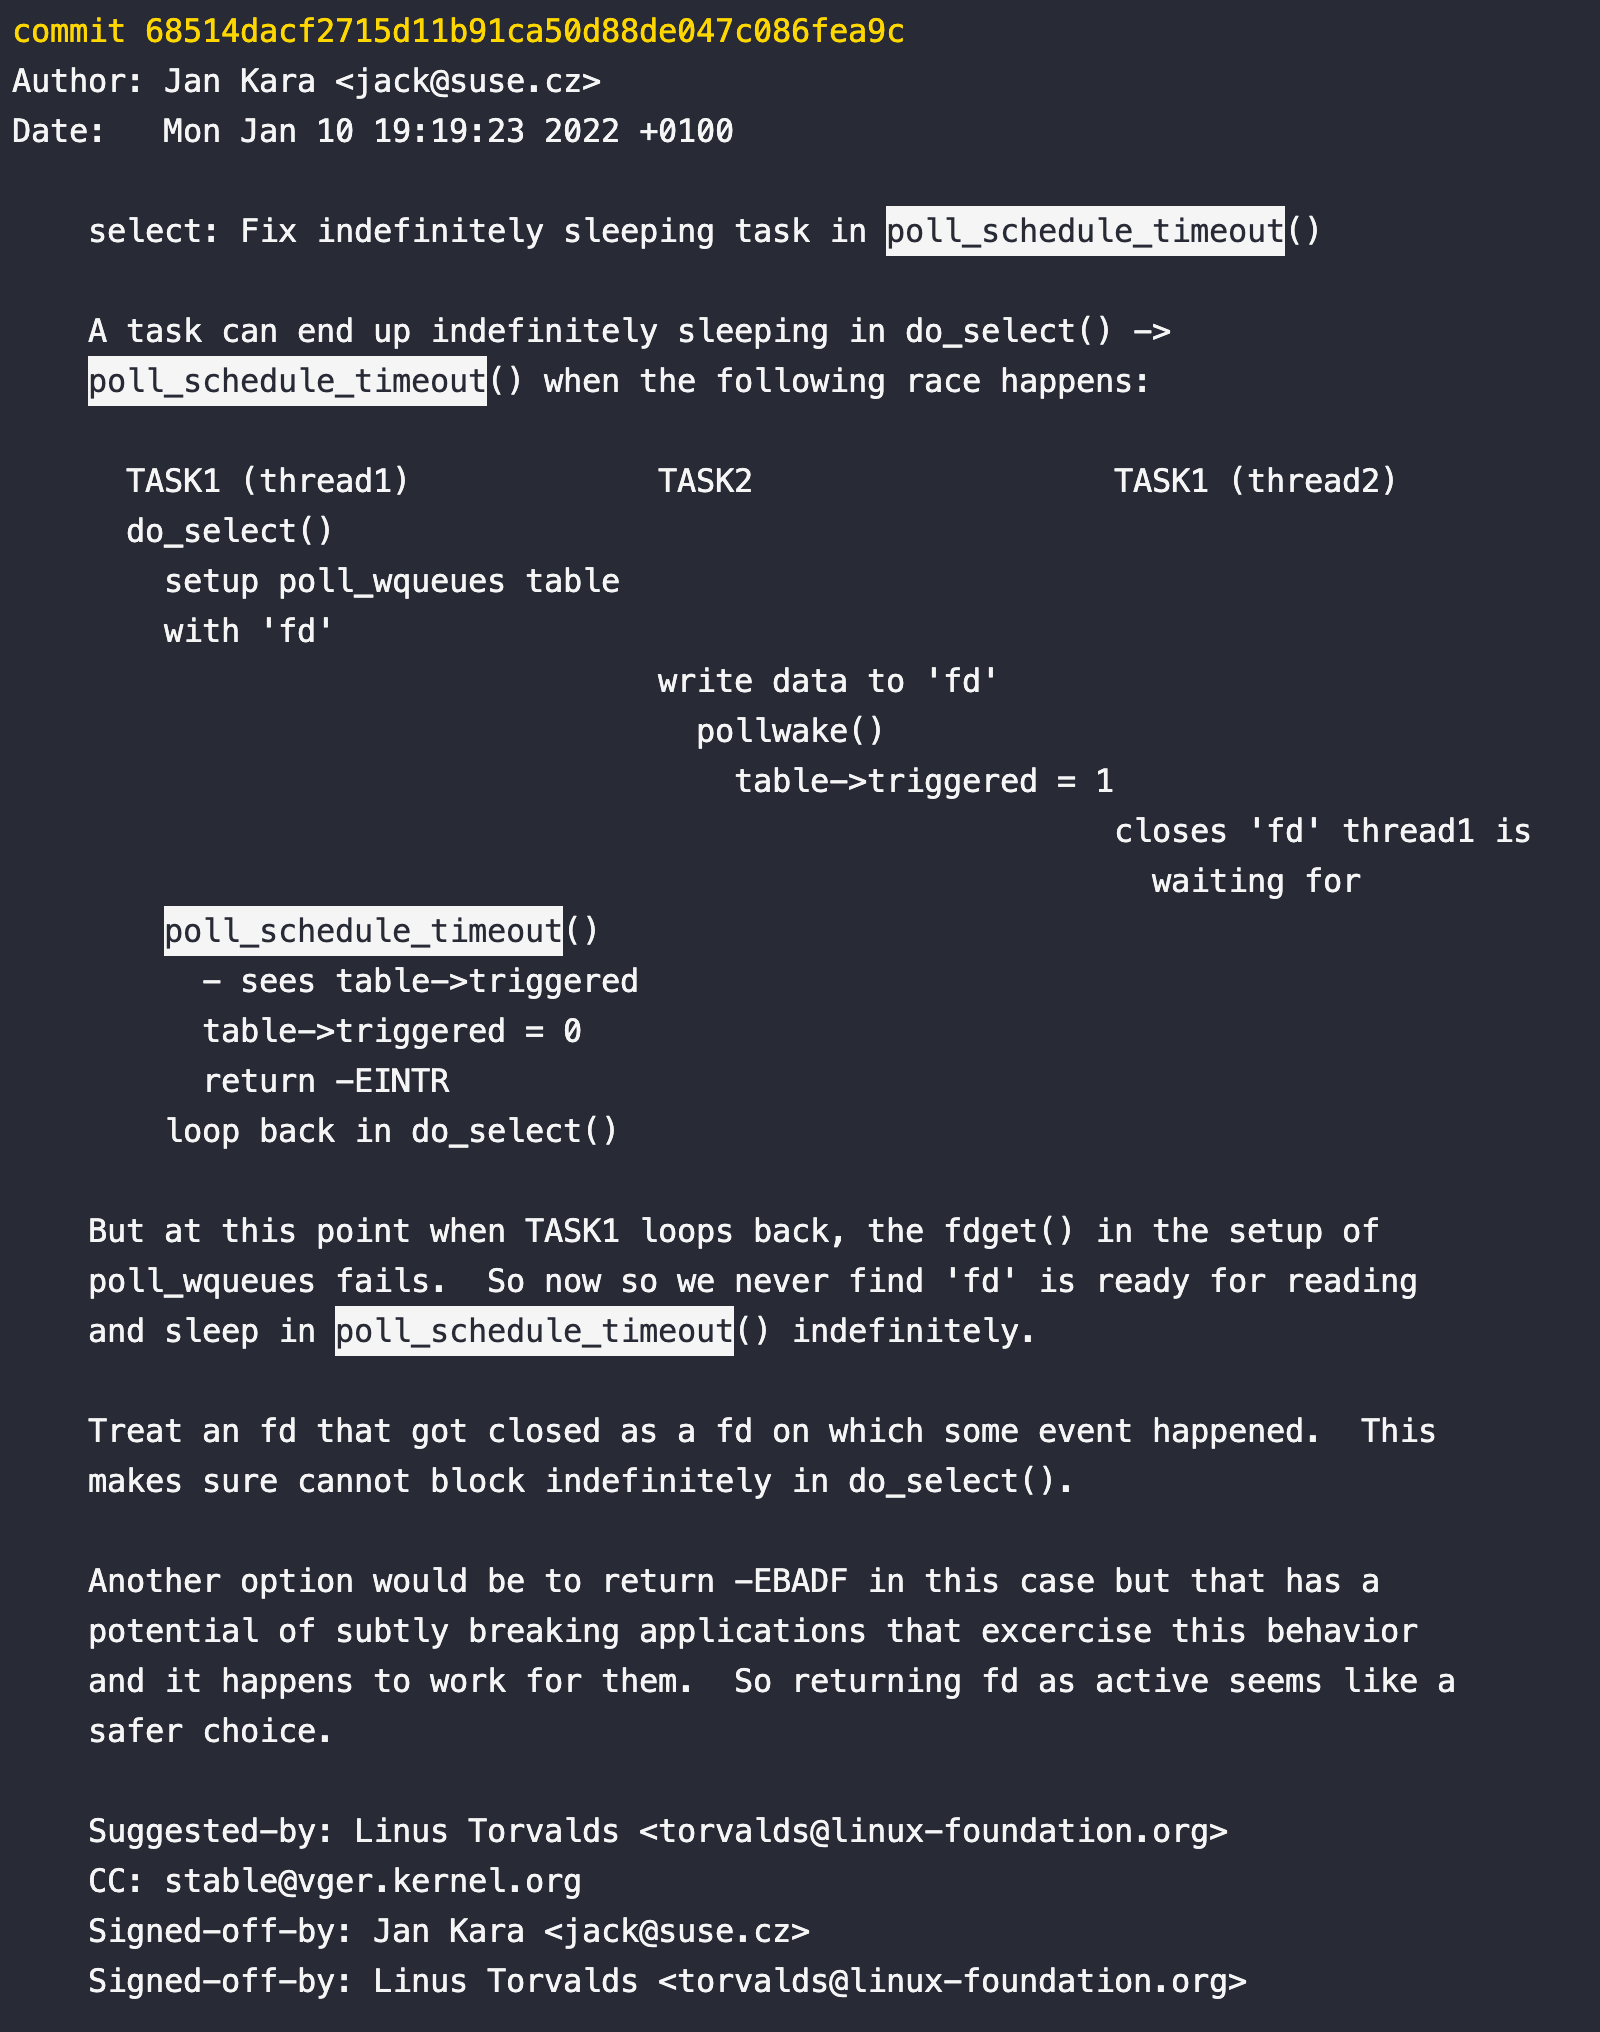 commit 68514dacf2715d11b91ca50d88de047c086fea9c
Author: Jan Kara <jack@suse.cz>
Date:   Mon Jan 10 19:19:23 2022 +0100

    select: Fix indefinitely sleeping task in poll_schedule_timeout()

    A task can end up indefinitely sleeping in do_select() ->
    poll_schedule_timeout() when the following race happens:

      TASK1 (thread1)             TASK2                   TASK1 (thread2)
      do_select()
        setup poll_wqueues table
        with 'fd'
                                  write data to 'fd'
                                    pollwake()
                                      table->triggered = 1
                                                          closes 'fd' thread1 is
                                                            waiting for
        poll_schedule_timeout()
          - sees table->triggered
          table->triggered = 0
          return -EINTR
        loop back in do_select()

    But at this point when TASK1 loops back, the fdget() in the setup of
    poll_wqueues fails.  So now so we never find 'fd' is ready for reading
    and sleep in poll_schedule_timeout() indefinitely.

    Treat an fd that got closed as a fd on which some event happened.  This
    makes sure cannot block indefinitely in do_select().

    Another option would be to return -EBADF in this case but that has a
    potential of subtly breaking applications that excercise this behavior
    and it happens to work for them.  So returning fd as active seems like a
    safer choice.

    Suggested-by: Linus Torvalds <torvalds@linux-foundation.org>
    CC: stable@vger.kernel.org
    Signed-off-by: Jan Kara <jack@suse.cz>
    Signed-off-by: Linus Torvalds <torvalds@linux-foundation.org>